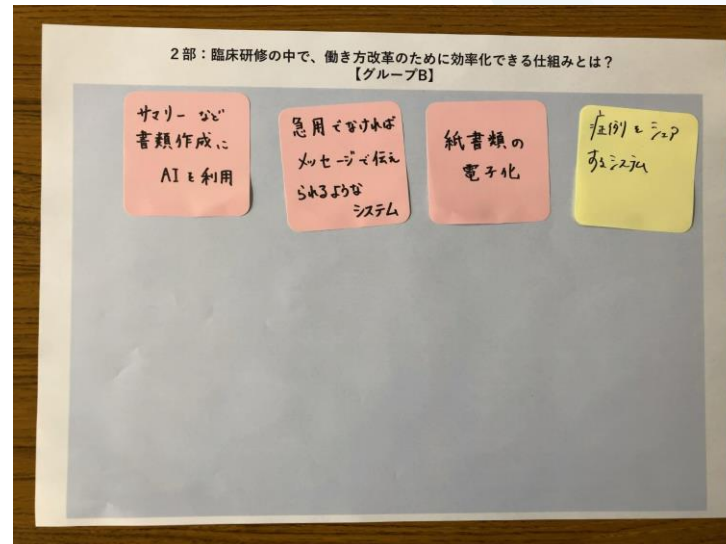 2部：臨床研修の中で、働き方改革のために効率化できる仕組みとは？
【グループB】
サマリー など
書類作成に
AIを利用
急用でなければ
メッセージで伝え
られるような
システム
紙書類の
電子化
症例をシェア
するシステム